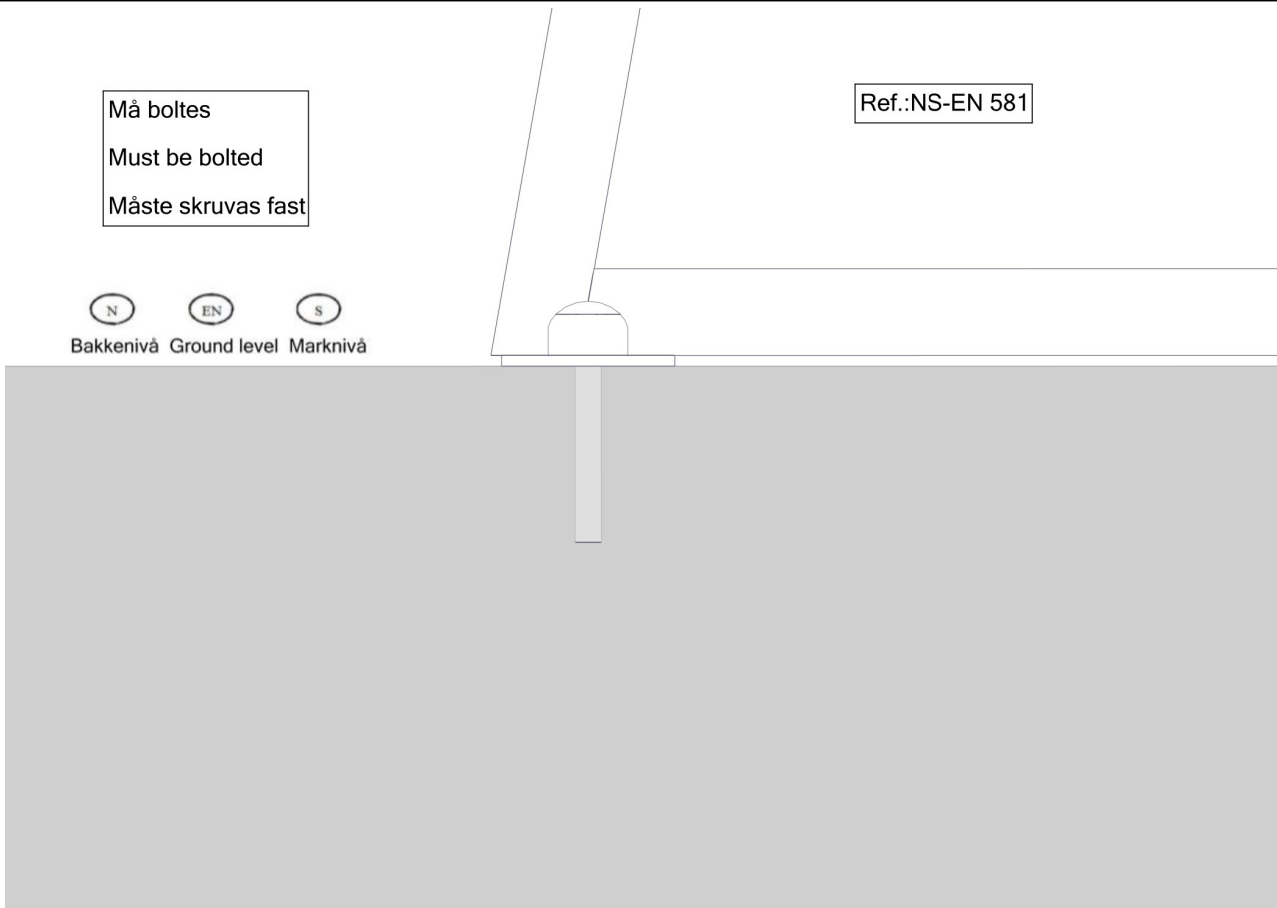 Må boltes
Must be bolted
Måste skruvas fast
Ref.:NS-EN 581
N EN S
Bakkenivå Ground level Marknivå